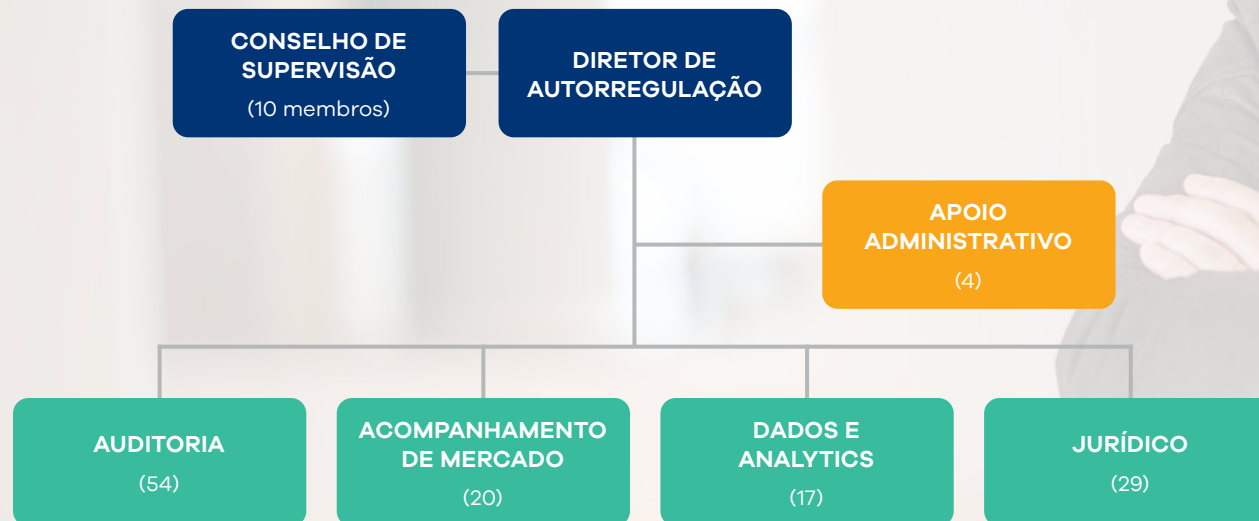 CONSELHO DE
SUPERVISÃO
(10 membros)
DIRETOR DE
AUTORREGULAÇÃO
APOIO
ADMINISTRATIVO
(4)
AUDITORIA
(54)
ACOMPANHAMENTO
DE MERCADO
(20)
DADOS E
ANALYTICS
(17)
JURÍDICO
(29)